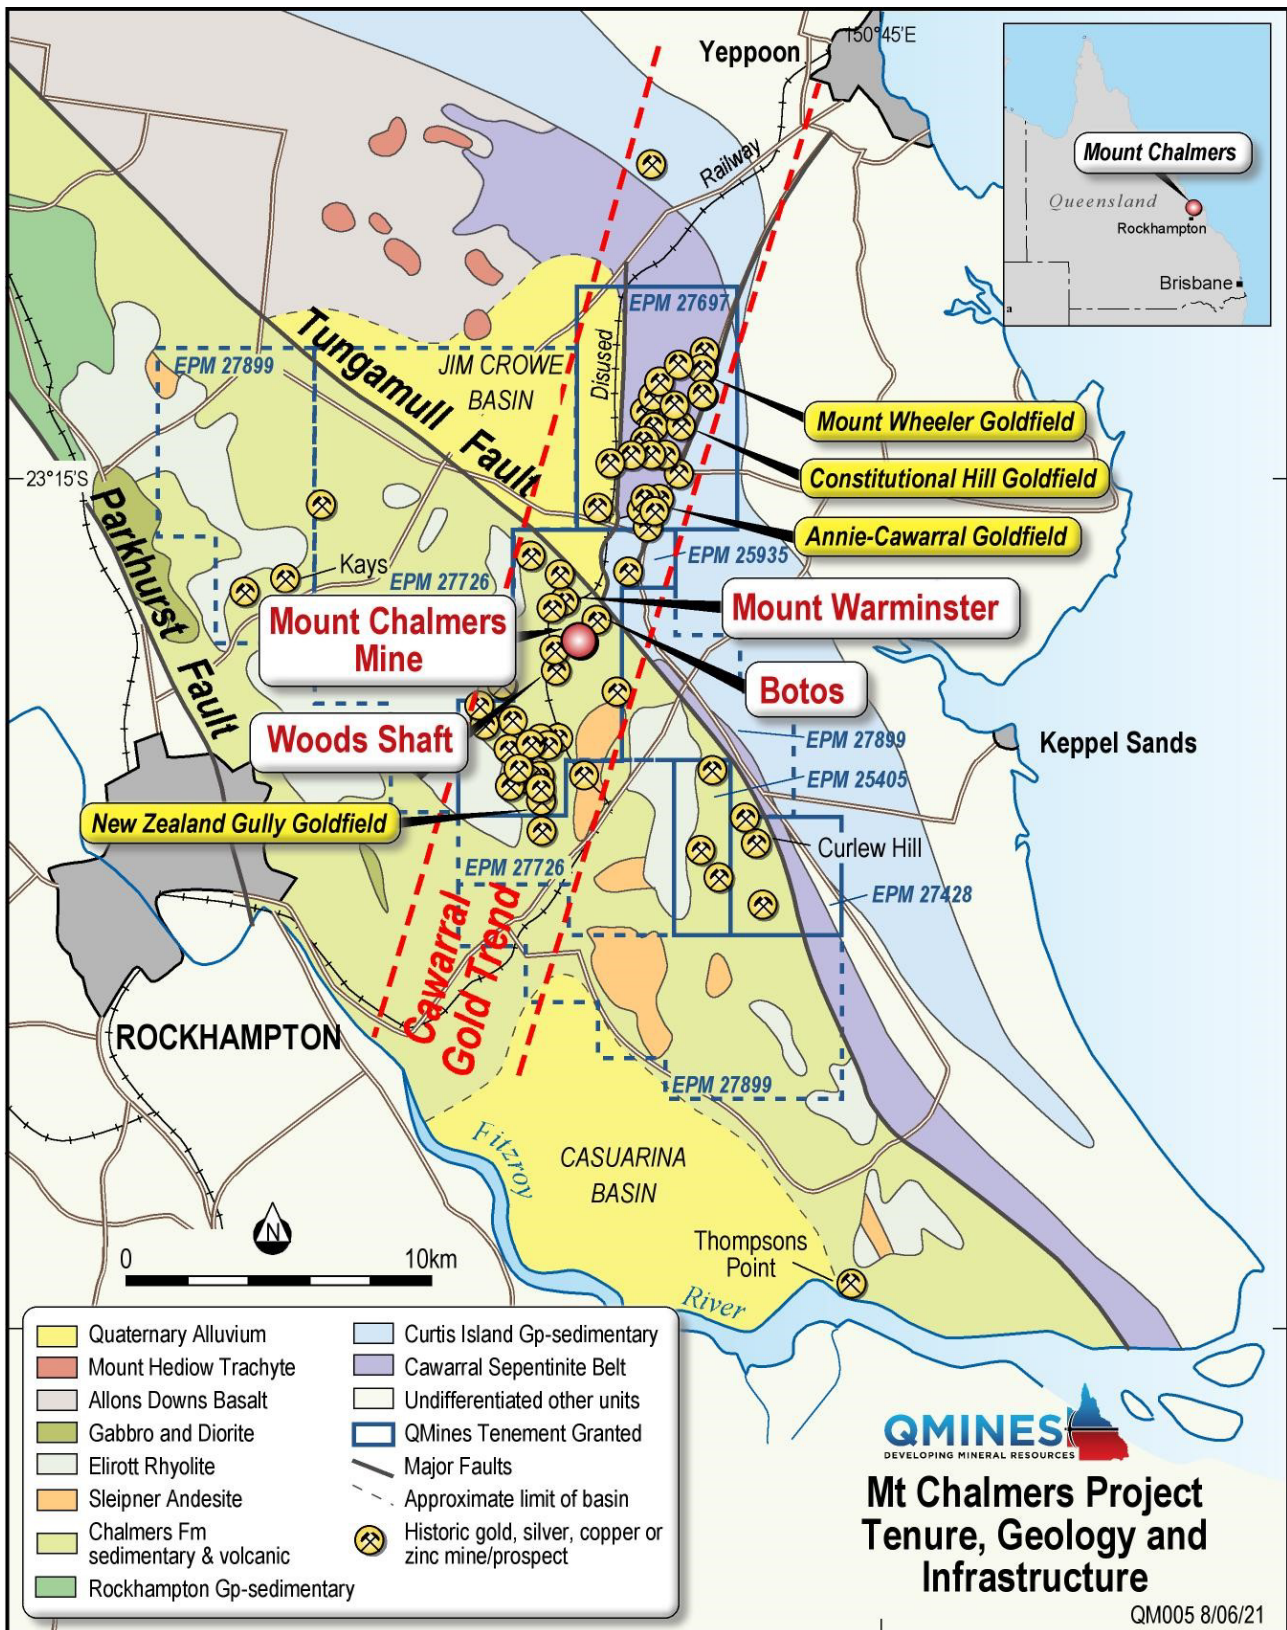 Yeppoon
150°45'E
Railway
Mount Chalmers
Queensland
Rockhampton
Brisbane
a
EPM 27697
Tungamull Fault
JIM CROWE
BASIN
Disused
EPM 27899
Mount Wheeler Goldfield
Constitutional Hill Goldfield
Annie-Cawarral Goldfield
23°15'S
Parkhurst Fault
Kays
EPM 27726
EPM 25935
Mount Chalmers
Mine
Mount Warminster
Botos
Woods Shaft
EPM 27899
EPM 25405
Keppel Sands
New Zealand Gully Goldfield
Curlew Hill
EPM 27726
EPM 27428
Cawarral
Gold Trend
ROCKHAMPTON
EPM 27899
Fitzroy
CASUARINA
BASIN
N
0 10km
Thompsons
Point
River
Quaternary Alluvium
Mount Hediow Trachyte
Allons Downs Basalt
Gabbro and Diorite
Elirott Rhyolite
Sleipner Andesite
Chalmers Fm
sedimentary & volcanic
Rockhampton Gp-sedimentary
Curtis Island Gp-sedimentary
Cawarral Sepentinite Belt
Undifferentiated other units
QMines Tenement Granted
Major Faults
Approximate limit of basin
Historic gold, silver, copper or
zinc mine/prospect
QMINES
DEVELOPING MINERAL RESOURCES
Mt Chalmers Project
Tenure, Geology and
Infrastructure
QM005 8/06/21